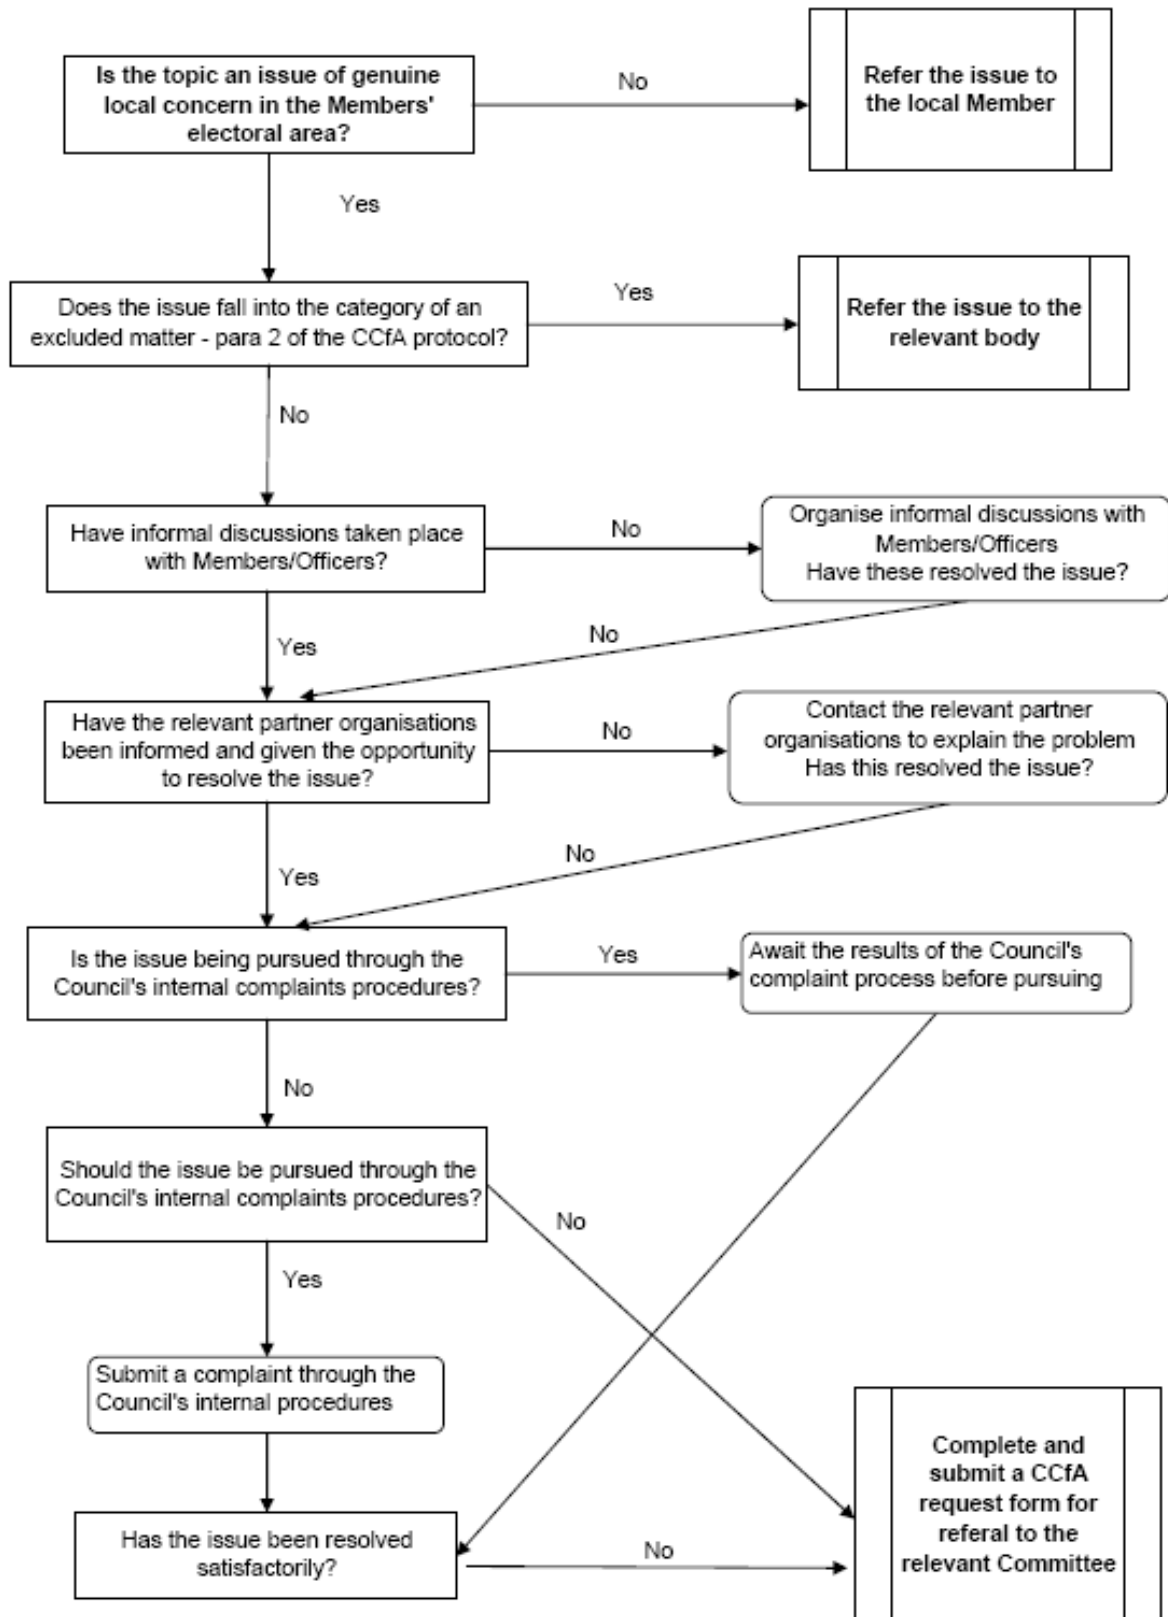 Is the topic an issue of genuine
local concern in the Members'
electoral area?
No
Refer the issue to
the local Member
Yes
Does the issue fall into the category of an
excluded matter - para 2 of the CCfA protocol?
Yes
Refer the issue to the
relevant body
No
Have informal discussions taken place
with Members/Officers?
No
Organise informal discussions with
Members/Officers
Have these resolved the issue?
Yes
No
Have the relevant partner organisations
been informed and given the opportunity
to resolve the issue?
No
Contact the relevant partner
organisations to explain the problem
Has this resolved the issue?
Yes
No
Is the issue being pursued through the
Council's internal complaints procedures?
Yes
Await the results of the Council's
complaint process before pursuing
No
Should the issue be pursued through the
Council's internal complaints procedures?
No
Yes
Submit a complaint through the
Council's internal procedures
Has the issue been resolved
satisfactorily?
No
Complete and
submit a CCfA
request form for
referal to the
relevant Committee